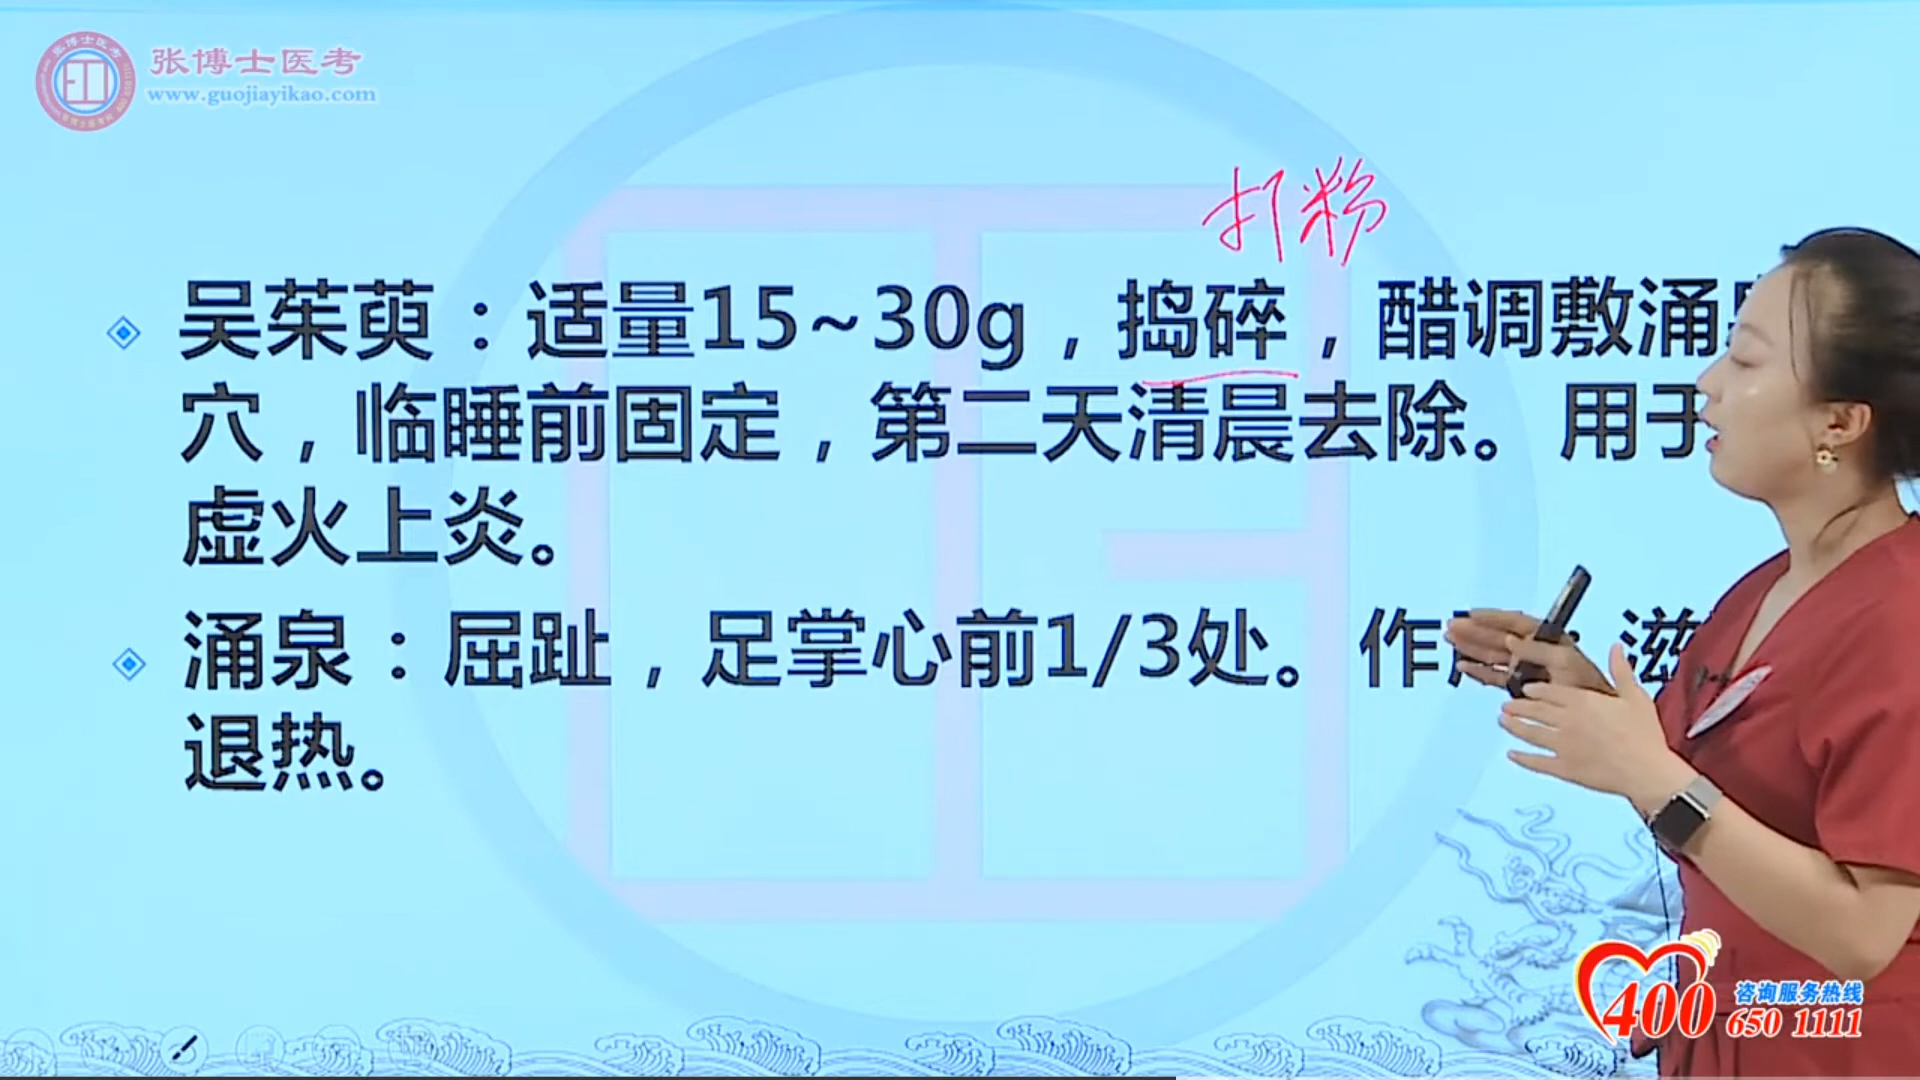 张博士医考
www.guojiayikao.com
打粉
吴茱萸：适量15~30g，捣碎，醋调敷涌
穴，临睡前固定，第二天清晨去除。用于
虚火上炎。
涌泉：屈趾，足掌心前1/3处。作 滋
退热。
400 咨询服务热线
650 1111